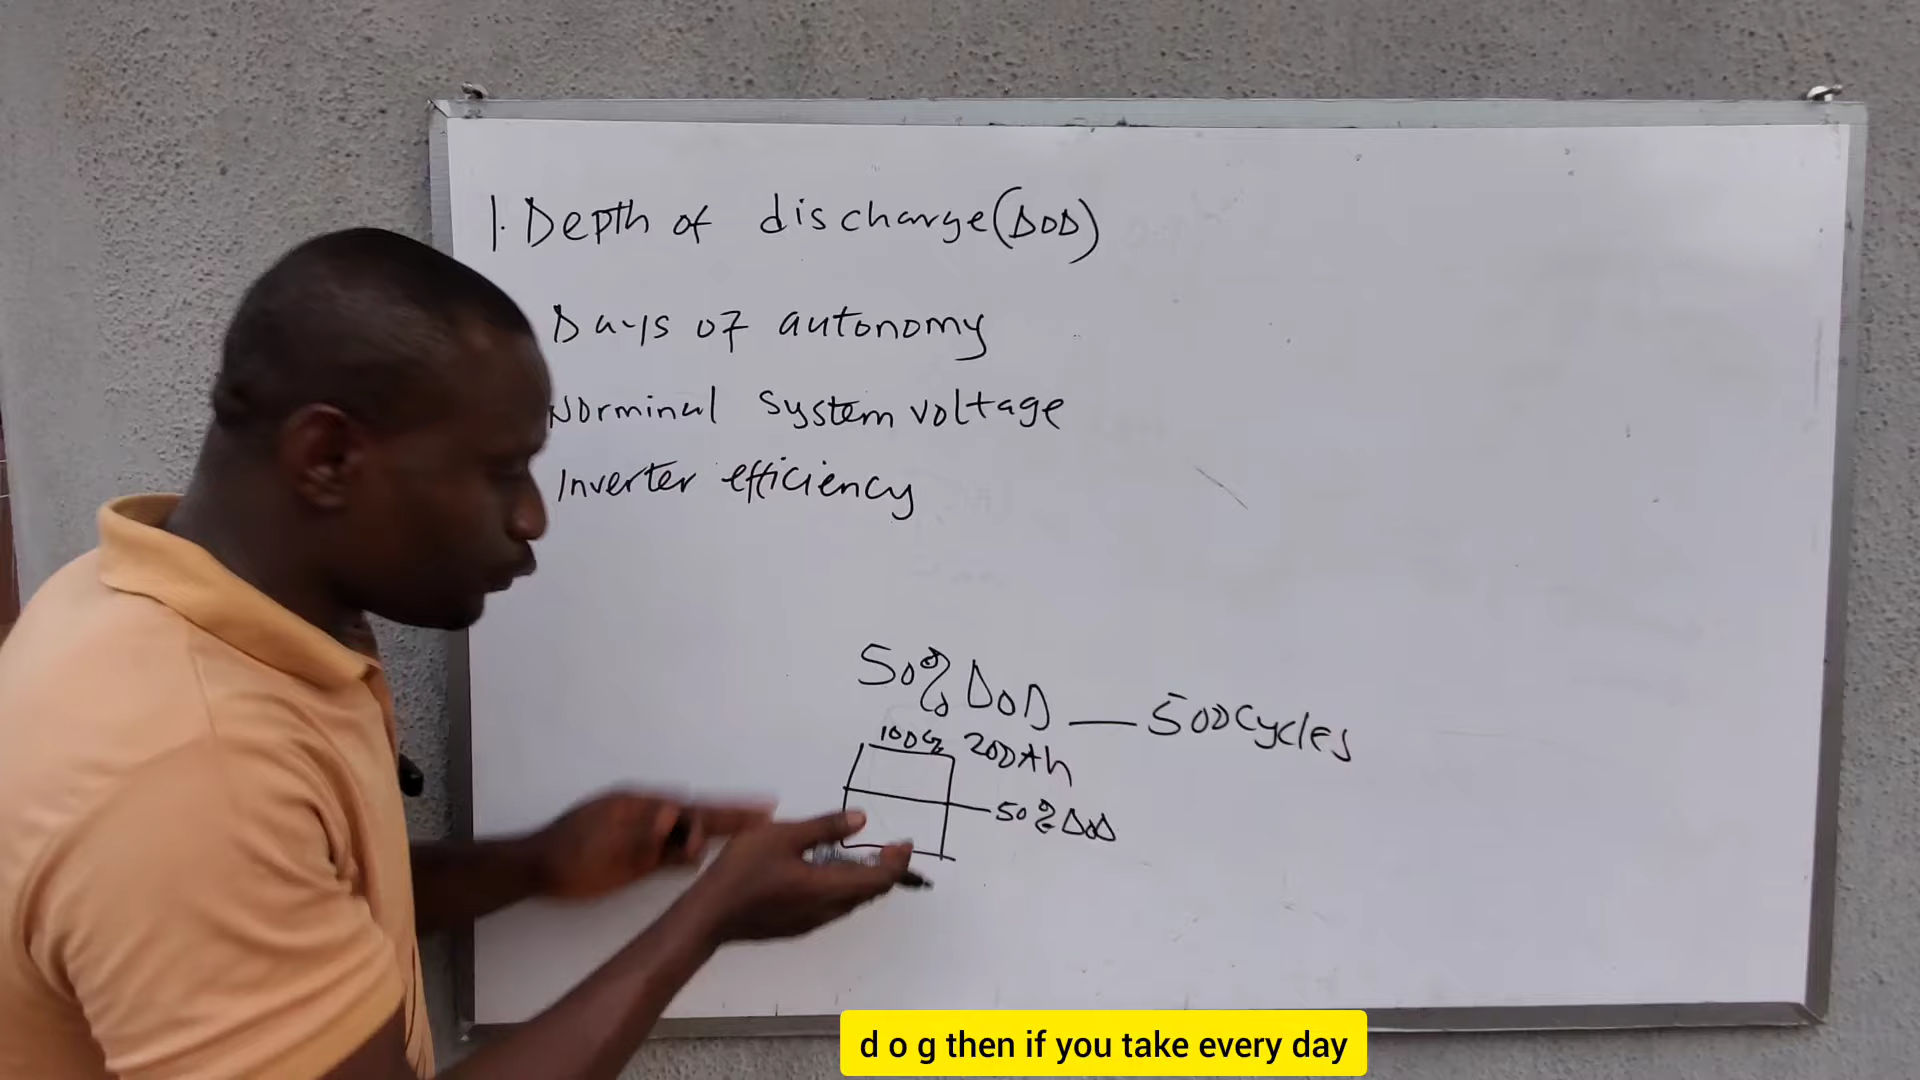 1. Depth of discharge (DOD)
Days of autonomy
Norminal system voltage
Inverter efficiency
50% DOD — 500cycles
200Ah
50% DOD
d o g then if you take every day